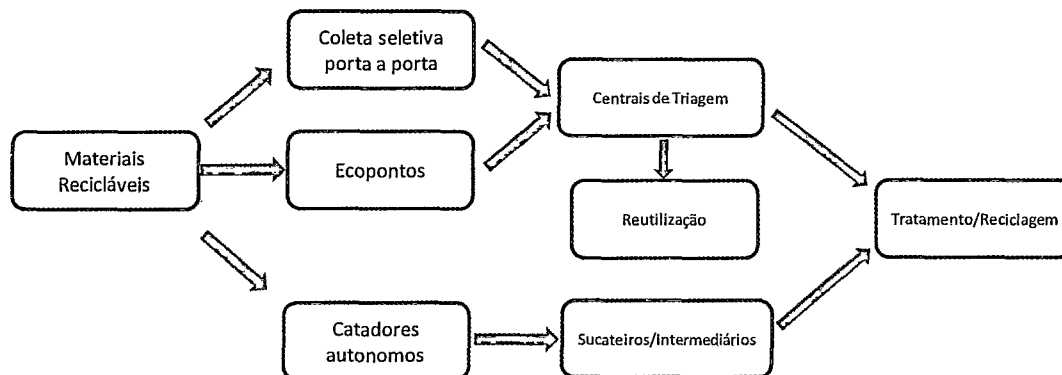 Coleta seletiva
porta a porta
Centrais de Triagem
Materiais
Recicláveis
Ecopontos
Reutilização
Tratamento/Reciclagem
Catadores
autonomos
Sucateiros/Intermediários